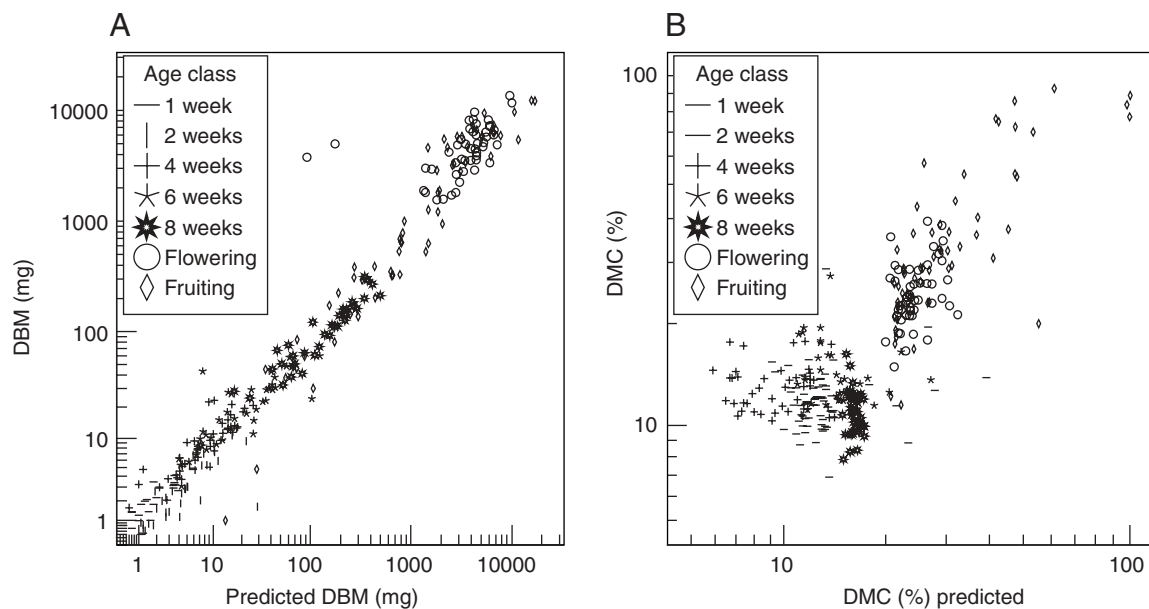 A
DBM (mg)
10000
1000
100
10
1
Age class
1 week
2 weeks
4 weeks
6 weeks
8 weeks
Flowering
Fruiting
1 10 100 1000 10000
Predicted DBM (mg)
B
DMC (%)
100
10
Age class
1 week
2 weeks
4 weeks
6 weeks
8 weeks
Flowering
Fruiting
10 100
DMC (%) predicted